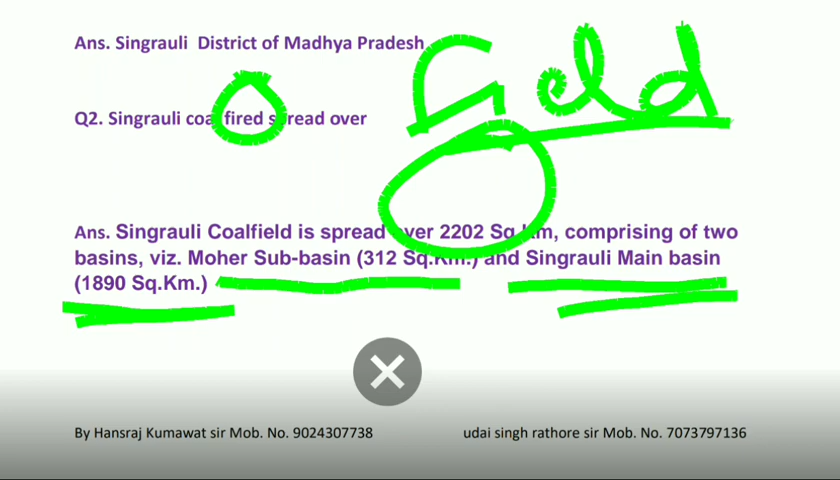 Ans. Singrauli District of Madhya Pradesh
Q2. Singrauli coal fired spread over
Ans. Singrauli Coalfield is spread over 2202 Sq.Km, comprising of two
basins, viz. Moher Sub-basin (312 Sq.Km.) and Singrauli Main basin
(1890 Sq.Km.)
By Hansraj Kumawat sir Mob. No. 9024307738 udai singh rathore sir Mob. No. 7073797136